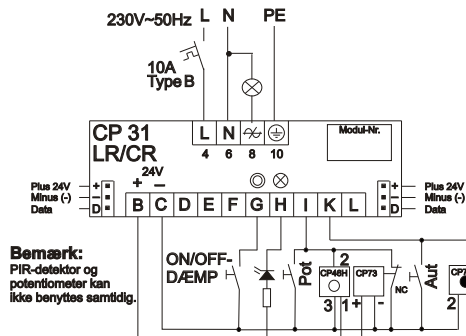 230V~50Hz L N PE
10A
Type B
CP 31
LR/CR
L N 8 ⏚
4 6 8 10
Modul-Nr.
24V
+ −
Plus 24V
Minus (-)
Data
+
−
D
B C D E F G H I K L
+
−
D
Plus 24V
Minus (-)
Data
Bemærk:
PIR-detektor og
potentiometer kan
ikke benyttes samtidig.
ON/OFF-
DÆMP
Pot
2
CP46H
3 1
CP73
+ -
NC
Aut
2